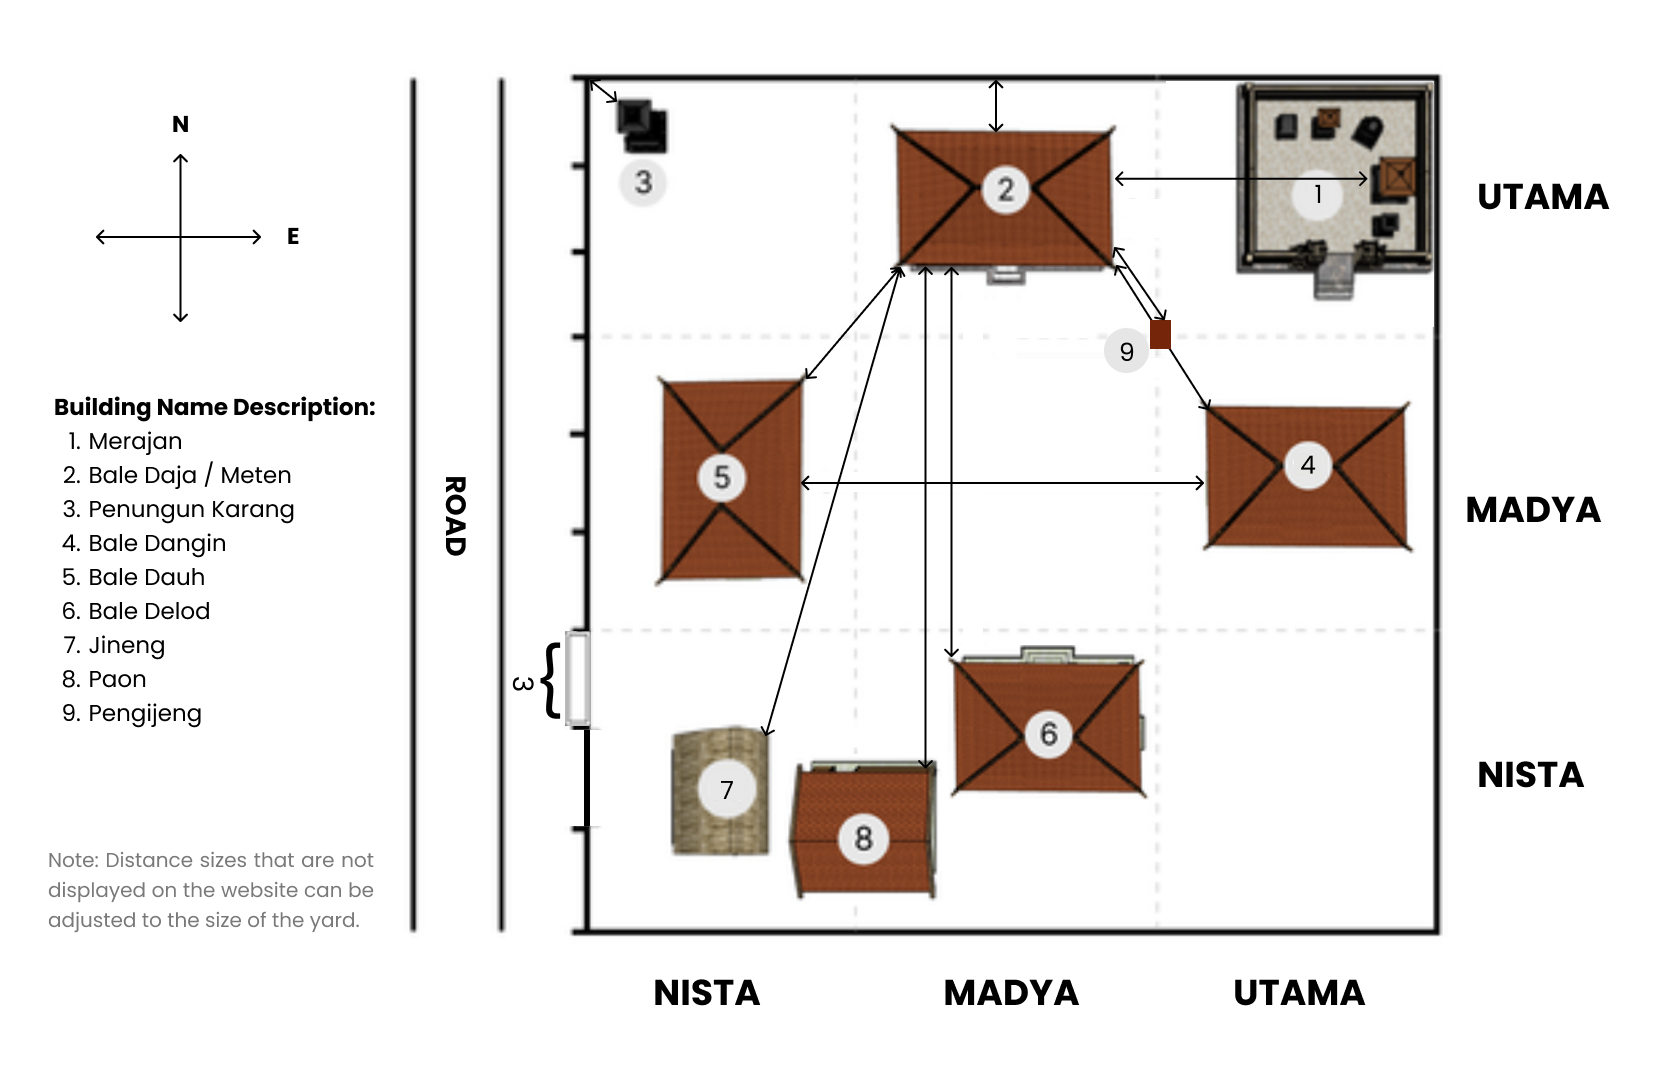 N
E
Building Name Description:
1. Merajan
2. Bale Daja / Meten
3. Penungun Karang
4. Bale Dangin
5. Bale Dauh
6. Bale Delod
7. Jineng
8. Paon
9. Pengijeng
Note: Distance sizes that are not
displayed on the website can be
adjusted to the size of the yard.
ROAD
3
3
2
1
9
5
4
7
8
6
UTAMA
MADYA
NISTA
NISTA
MADYA
UTAMA